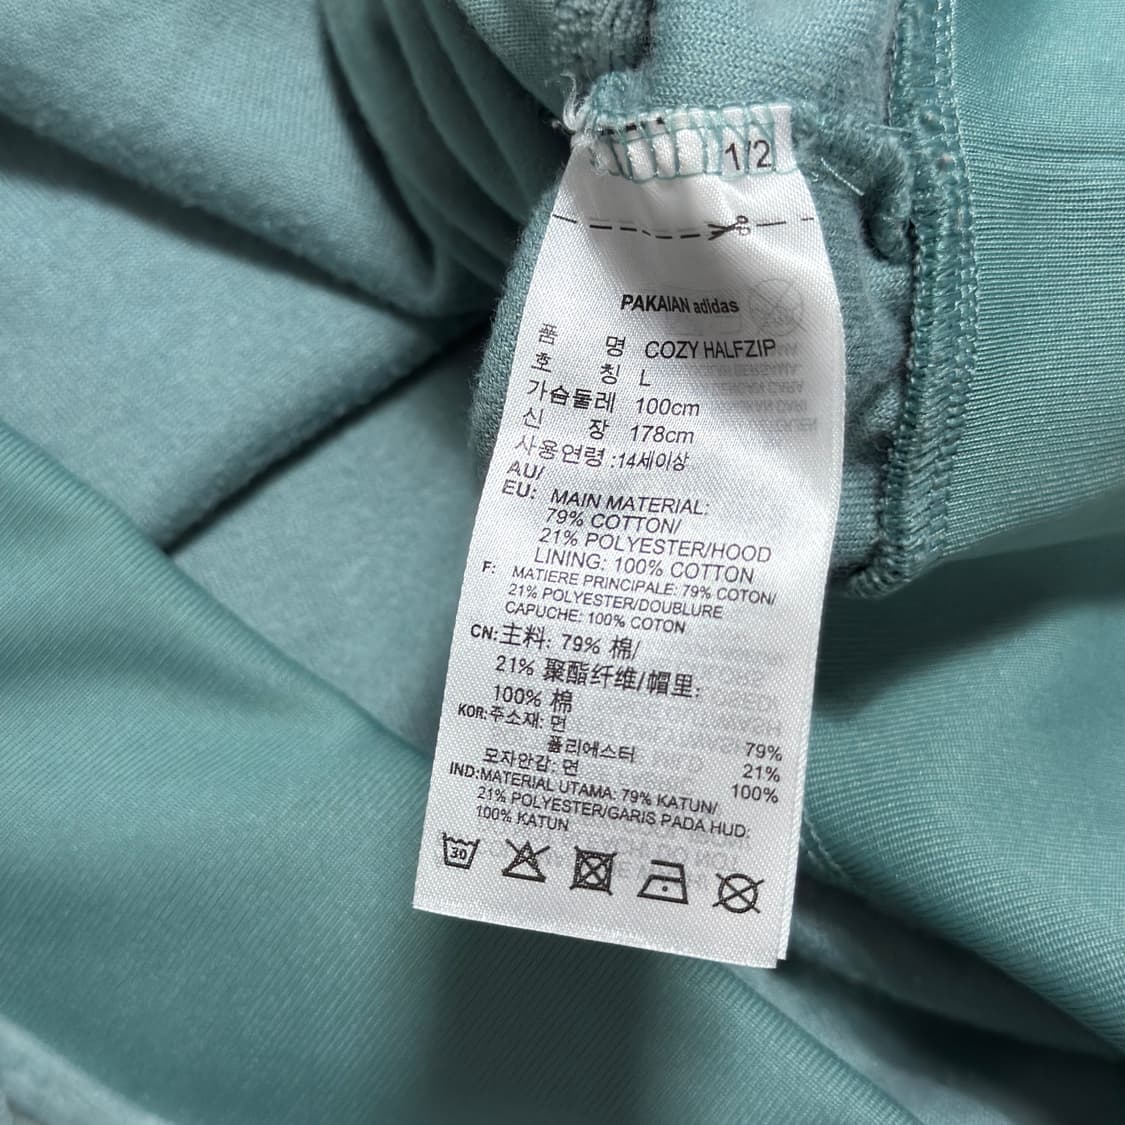 1/2
PAKAIAN adidas
품 명 COZY HALFZIP
호 칭 L
가슴둘레 100cm
신 장 178cm
사용연령 :14세이상
AU/
EU: MAIN MATERIAL:
79% COTTON/
21% POLYESTER/HOOD
LINING: 100% COTTON
F: MATIERE PRINCIPALE: 79% COTON/
21% POLYESTER/DOUBLURE
CAPUCHE: 100% COTON
CN:主料: 79% 棉/
21% 聚酯纤维/帽里:
100% 棉
KOR:주소재: 면 79%
폴리에스터 21%
모자안감: 면 100%
IND:MATERIAL UTAMA: 79% KATUN/
21% POLYESTER/GARIS PADA HUD:
100% KATUN
30